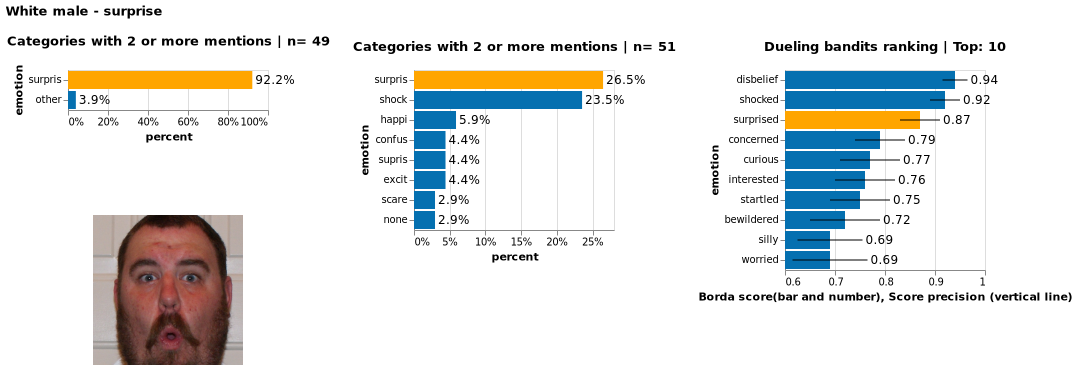 White male - surprise
Categories with 2 or more mentions | n= 49
emotion
surpris 92.2%
other 3.9%
0% 20% 40% 60% 80% 100%
percent
Categories with 2 or more mentions | n= 51
emotion
surpris 26.5%
shock 23.5%
happi 5.9%
confus 4.4%
supris 4.4%
excit 4.4%
scare 2.9%
none 2.9%
0% 5% 10% 15% 20% 25%
percent
Dueling bandits ranking | Top: 10
emotion
disbelief 0.94
shocked 0.92
surprised 0.87
concerned 0.79
curious 0.77
interested 0.76
startled 0.75
bewildered 0.72
silly 0.69
worried 0.69
0.6 0.7 0.8 0.9 1
Borda score(bar and number), Score precision (vertical line)